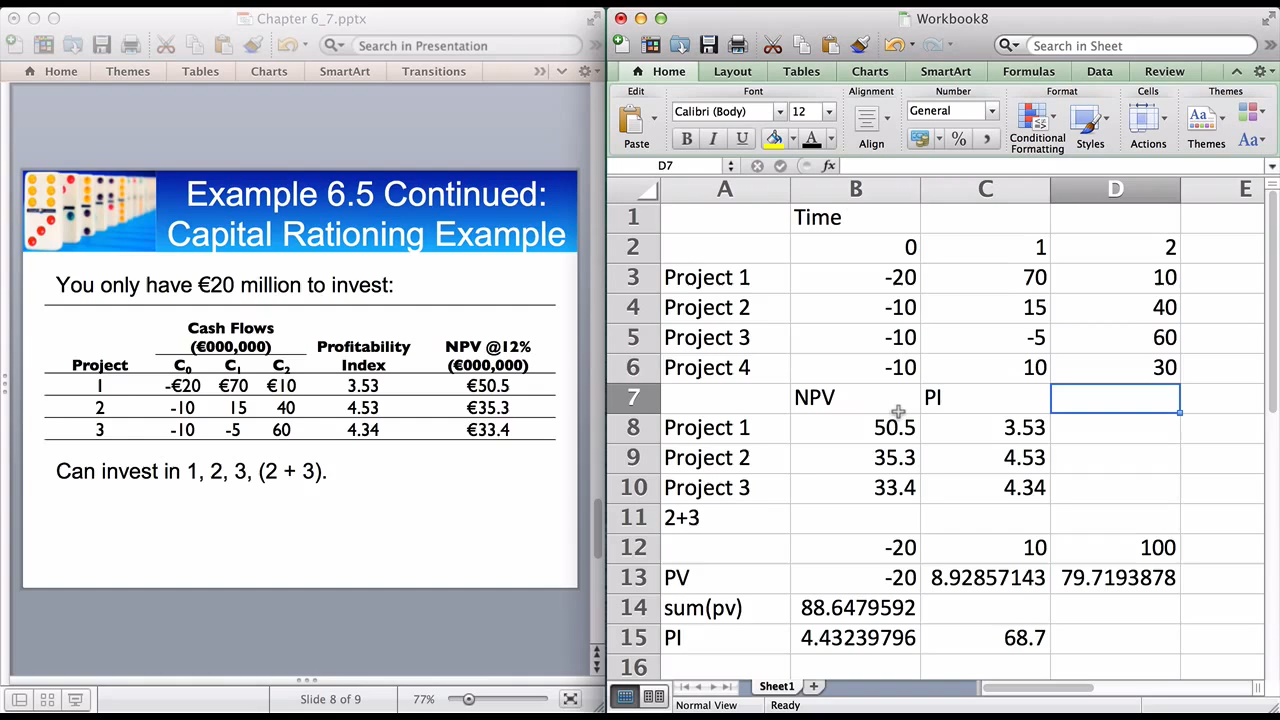 Chapter 6_7.pptx
Search in Presentation
Home Themes Tables Charts SmartArt Transitions
Example 6.5 Continued:
Capital Rationing Example
You only have €20 million to invest:
Cash Flows
(€000,000) Profitability NPV @12%
Project C0 C1 C2 Index (€000,000)
1 -€20 €70 €10 3.53 €50.5
2 -10 15 40 4.53 €35.3
3 -10 -5 60 4.34 €33.4
Can invest in 1, 2, 3, (2 + 3).
Slide 8 of 9 77%
Workbook8
Search in Sheet
Home Layout Tables Charts SmartArt Formulas Data Review
Edit Font Alignment Number Format Cells Themes
Calibri (Body) 12 General
Paste B I U A Align % Conditional Formatting Styles Actions Themes Aa
D7 fx
A B C D E
1 Time
2 0 1 2
3 Project 1 -20 70 10
4 Project 2 -10 15 40
5 Project 3 -10 -5 60
6 Project 4 -10 10 30
7 NPV PI
8 Project 1 50.5 3.53
9 Project 2 35.3 4.53
10 Project 3 33.4 4.34
11 2+3
12 -20 10 100
13 PV -20 8.92857143 79.7193878
14 sum(pv) 88.6479592
15 PI 4.43239796 68.7
16
Sheet1
Normal View Ready